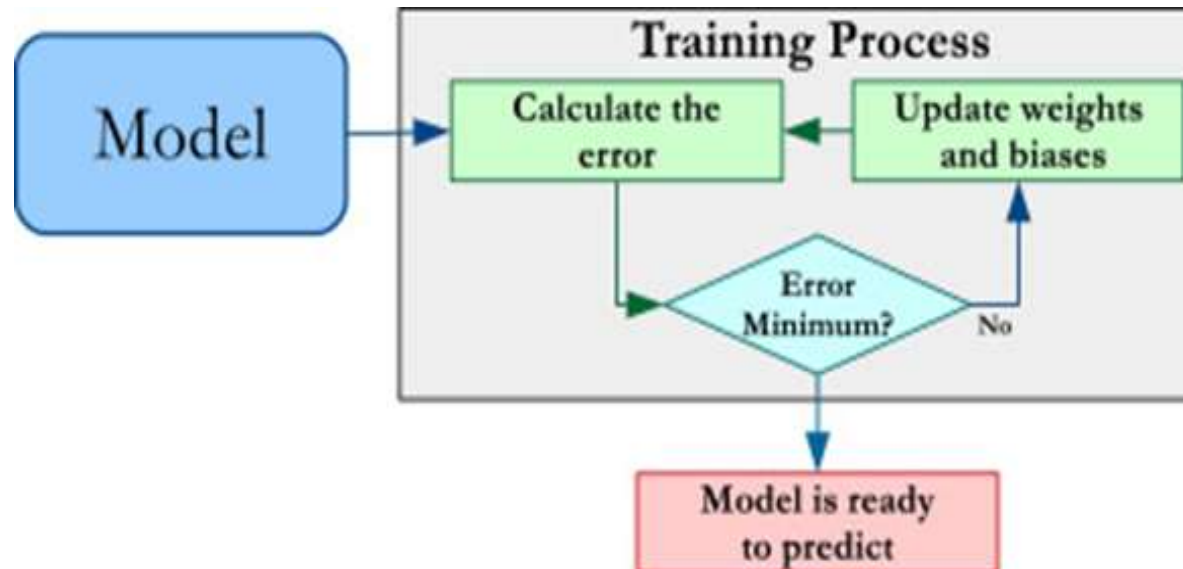 Training Process
Model
Calculate the
error
Update weights
and biases
Error
Minimum?
No
Model is ready
to predict